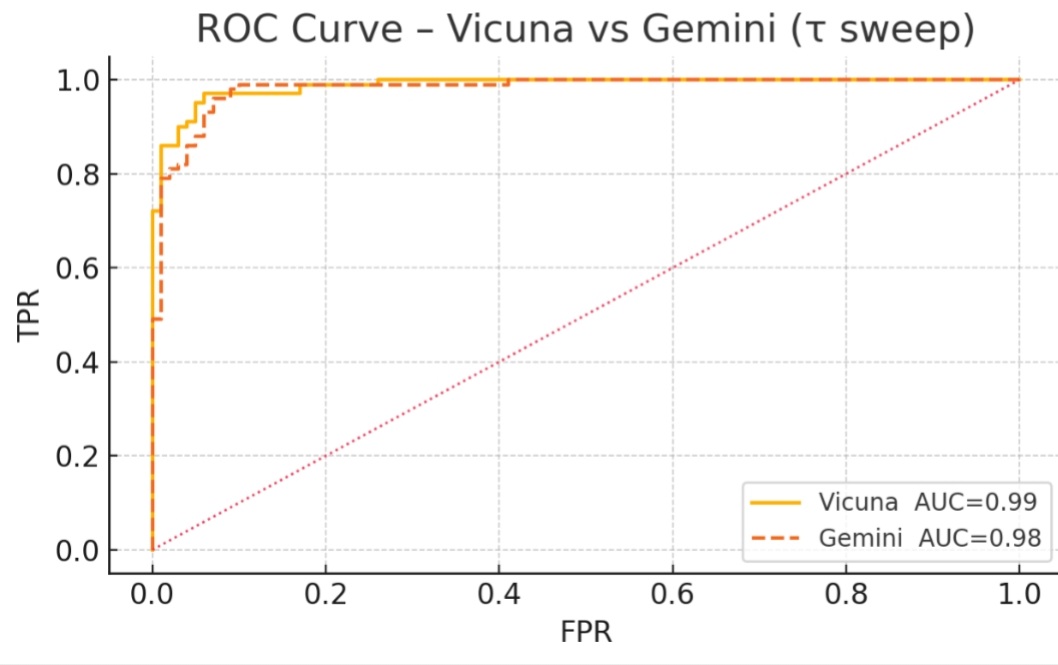 ROC Curve – Vicuna vs Gemini (τ sweep)
1.0
0.8
0.6
0.4
0.2
0.0
TPR
Vicuna AUC=0.99
Gemini AUC=0.98
0.0 0.2 0.4 0.6 0.8 1.0
FPR